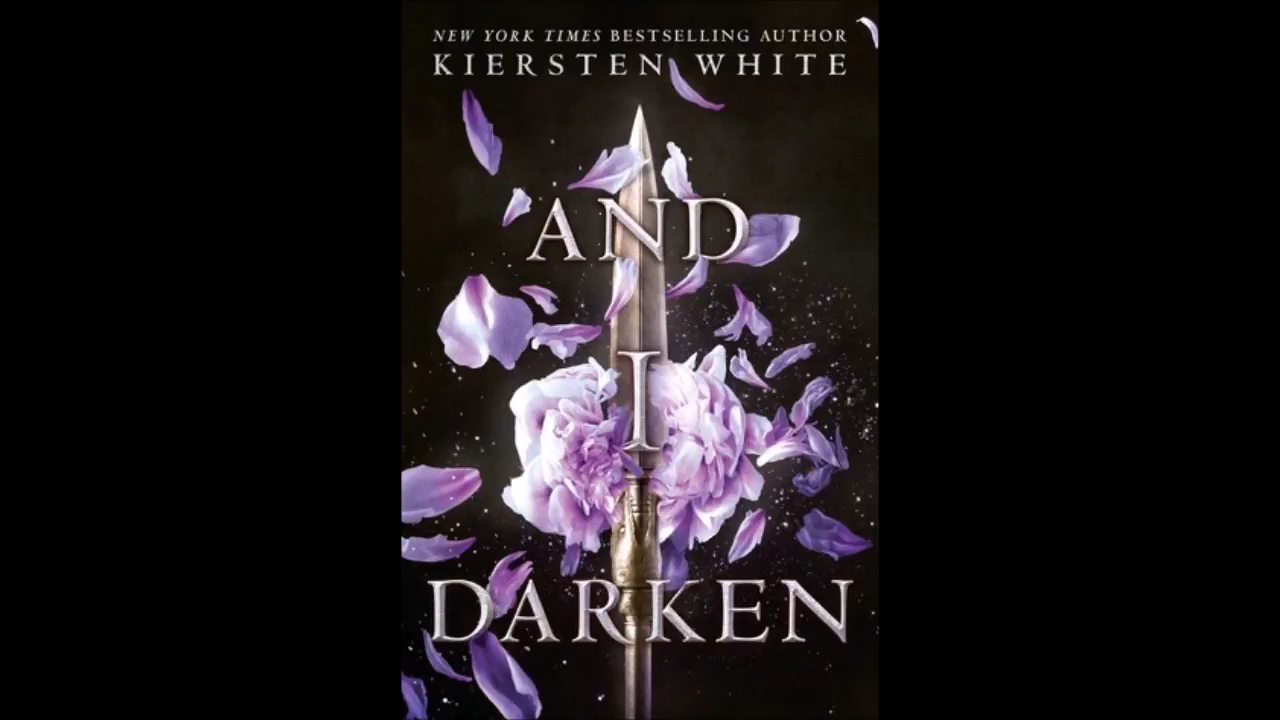 NEW YORK TIMES BESTSELLING AUTHOR
KIERSTEN WHITE
AND
I
DARKEN